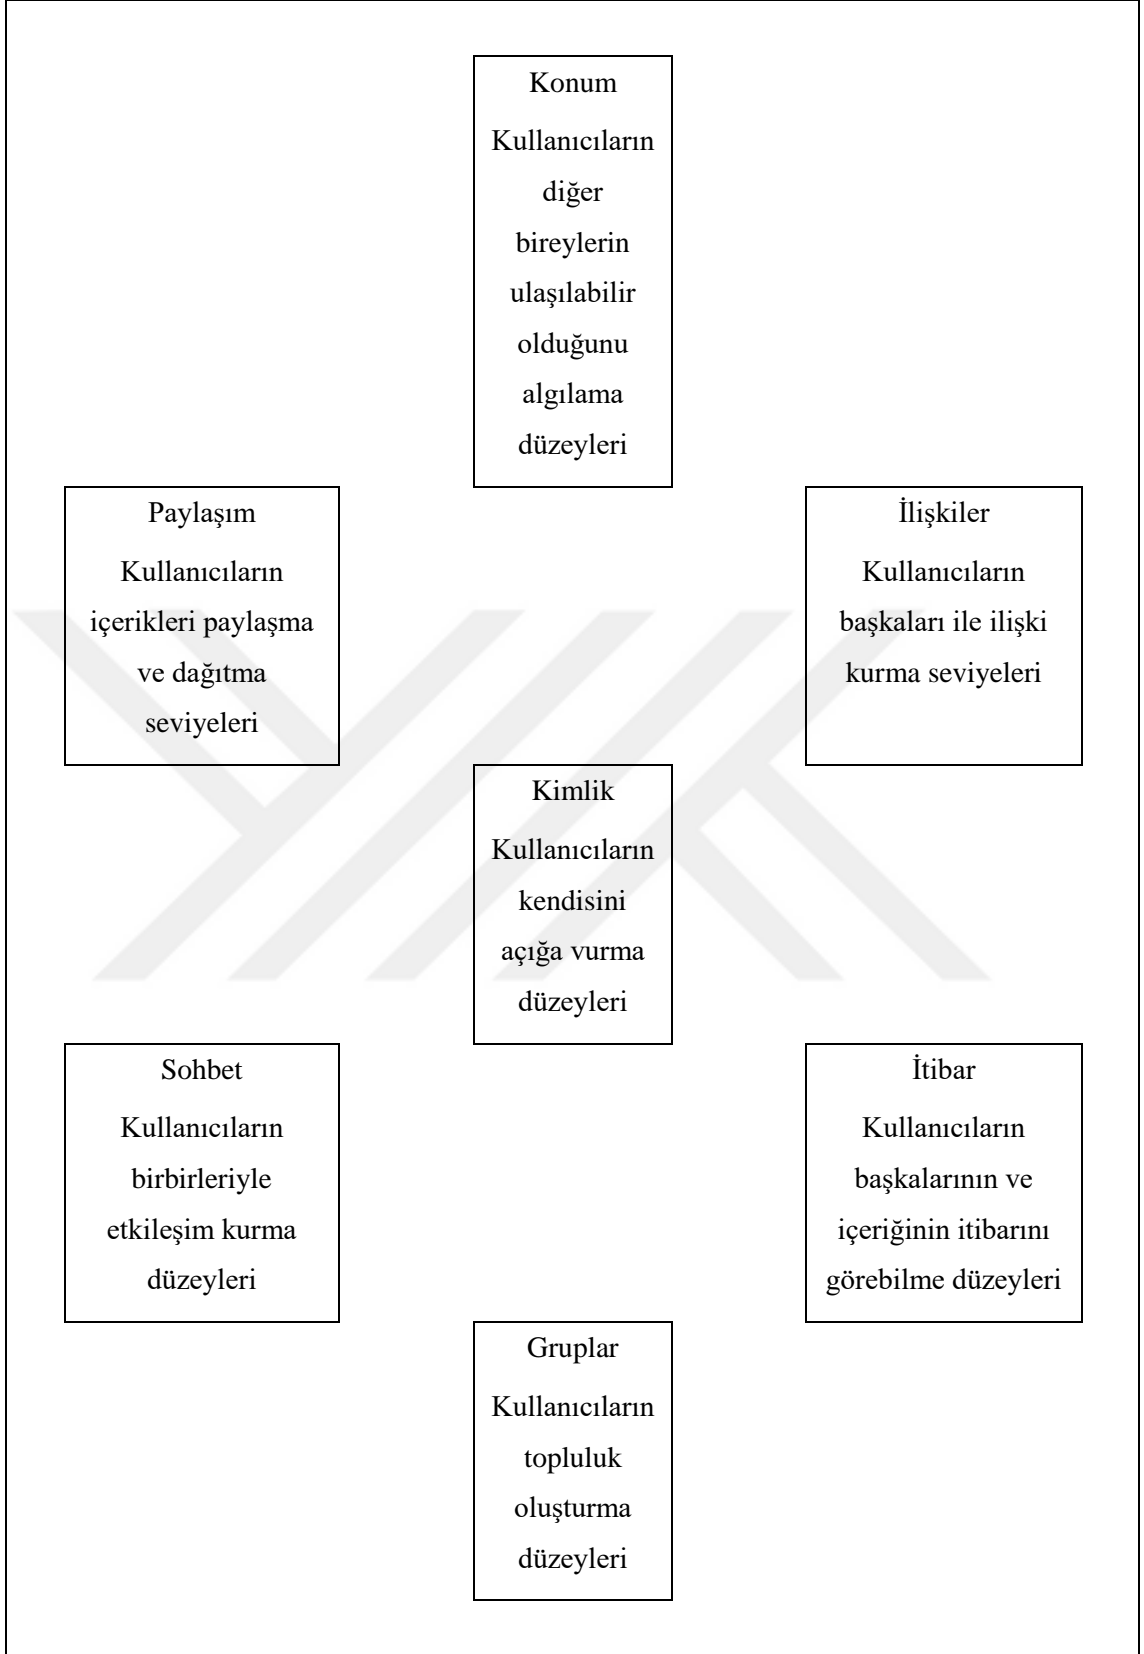 Konum
Kullanıcıların
diğer
bireylerin
ulaşılabilir
olduğunu
algılama
düzeyleri
Paylaşım
Kullanıcıların
içerikleri paylaşma
ve dağıtma
seviyeleri
İlişkiler
Kullanıcıların
başkaları ile ilişki
kurma seviyeleri
Kimlik
Kullanıcıların
kendisini
açığa vurma
düzeyleri
Sohbet
Kullanıcıların
birbirleriyle
etkileşim kurma
düzeyleri
İtibar
Kullanıcıların
başkalarının ve
içeriğinin itibarını
görebilme düzeyleri
Gruplar
Kullanıcıların
topluluk
oluşturma
düzeyleri